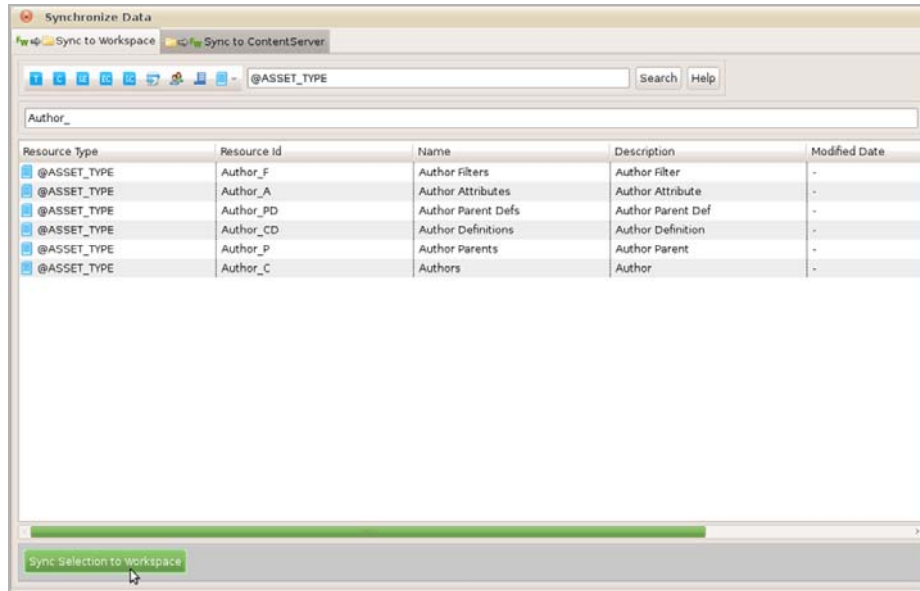 Synchronize Data
Fw Sync to Workspace Fw Sync to ContentServer
T C @ASSET_TYPE Search Help
Author_
Resource Type Resource Id Name Description Modified Date
@ASSET_TYPE Author_F Author Filters Author Filter -
@ASSET_TYPE Author_A Author Attributes Author Attribute -
@ASSET_TYPE Author_PD Author Parent Defs Author Parent Def -
@ASSET_TYPE Author_CD Author Definitions Author Definition -
@ASSET_TYPE Author_P Author Parents Author Parent -
@ASSET_TYPE Author_C Authors Author -
Sync Selection to Workspace